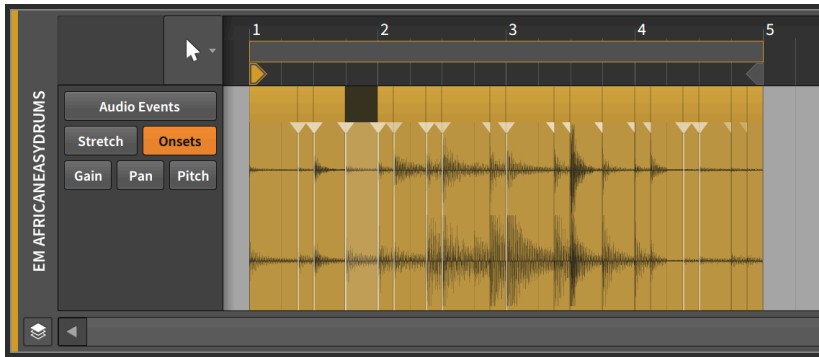 1 2 3 4 5
EM AFRICANEASYDRUMS
Audio Events
Stretch Onsets
Gain Pan Pitch